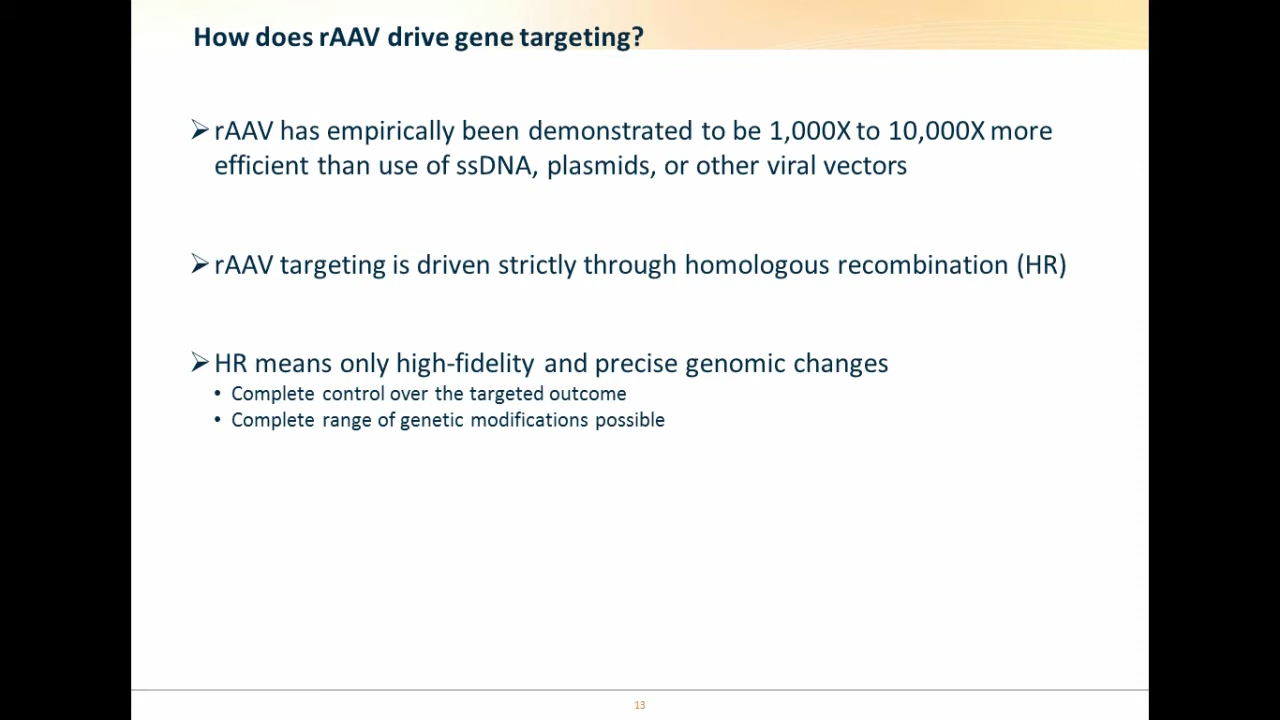 How does rAAV drive gene targeting?
➢rAAV has empirically been demonstrated to be 1,000X to 10,000X more
efficient than use of ssDNA, plasmids, or other viral vectors
➢rAAV targeting is driven strictly through homologous recombination (HR)
➢HR means only high-fidelity and precise genomic changes
• Complete control over the targeted outcome
• Complete range of genetic modifications possible
13